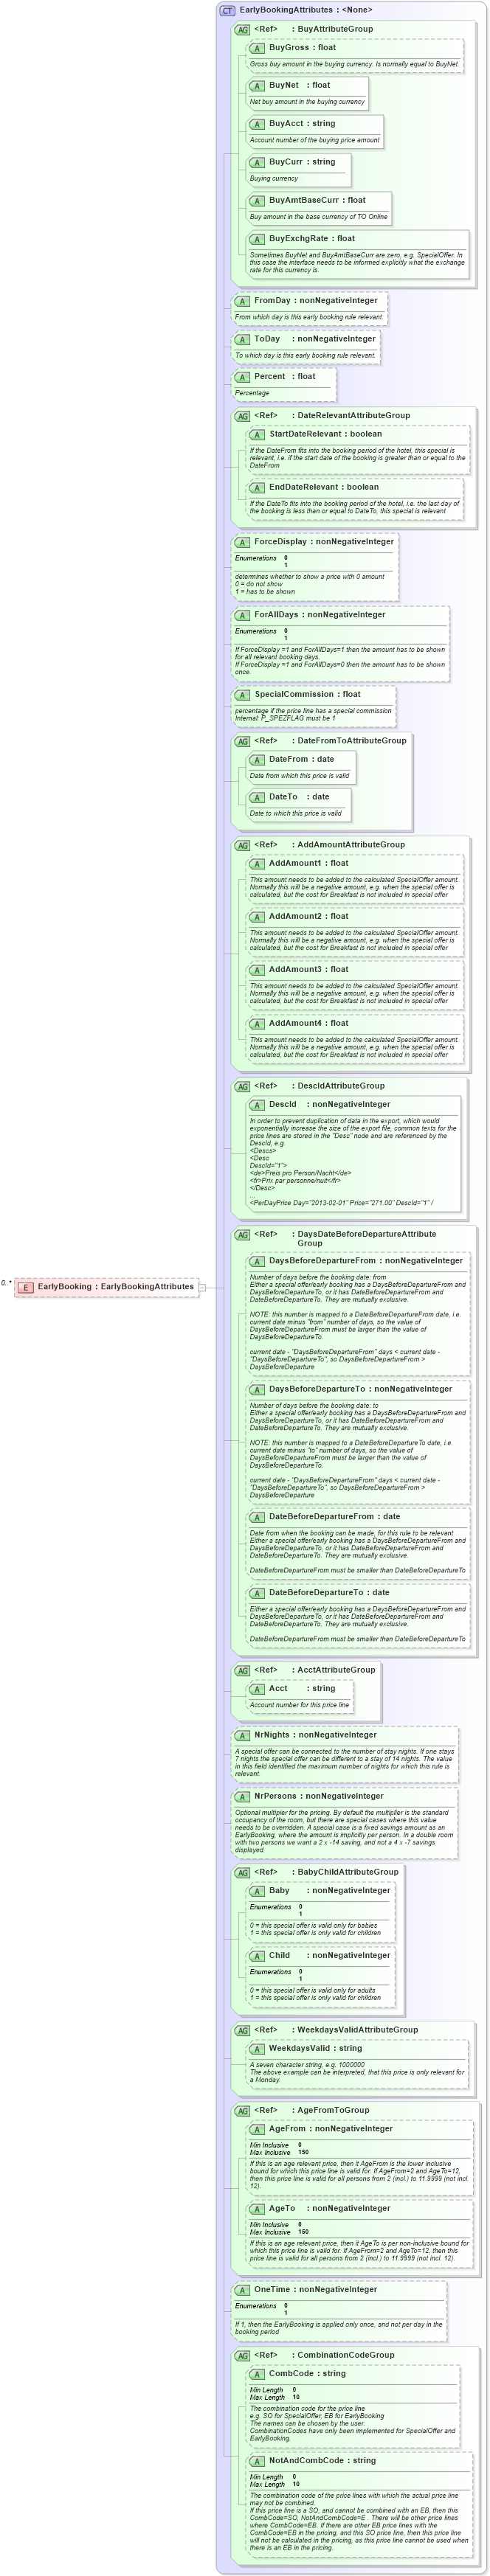 CT EarlyBookingAttributes : <None>
AG <Ref> : BuyAttributeGroup
A BuyGross : float
Gross buy amount in the buying currency. Is normally equal to BuyNet.
A BuyNet : float
Net buy amount in the buying currency
A BuyAcct : string
Account number of the buying price amount
A BuyCurr : string
Buying currency
A BuyAmtBaseCurr : float
Buy amount in the base currency of TO Online
A BuyExchgRate : float
Sometimes BuyNet and BuyAmtBaseCurr are zero, e.g. SpecialOffer. In
this case the interface needs to be informed explicitly what the exchange
rate for this currency is.
A FromDay : nonNegativeInteger
From which day is this early booking rule relevant.
A ToDay : nonNegativeInteger
To which day is this early booking rule relevant.
A Percent : float
Percentage
AG <Ref> : DateRelevantAttributeGroup
A StartDateRelevant : boolean
If the DateFrom fits into the booking period of the hotel, this special is
relevant, i.e. if the start date of the booking is greater than or equal to the
DateFrom
A EndDateRelevant : boolean
If the DateTo fits into the booking period of the hotel, i.e. the last day of
the booking is less than or equal to DateTo, this special is relevant
A ForceDisplay : nonNegativeInteger
Enumerations 0
1
determines whether to show a price with 0 amount
0 = do not show
1 = has to be shown
A ForAllDays : nonNegativeInteger
Enumerations 0
1
If ForceDisplay =1 and ForAllDays=1 then the amount has to be shown
for all relevant booking days.
If ForceDisplay =1 and ForAllDays=0 then the amount has to be shown
once.
A SpecialCommission : float
percentage if the price line has a special commission
Internal: P_SPEZFLAG must be 1
AG <Ref> : DateFromToAttributeGroup
A DateFrom : date
Date from which this price is valid
A DateTo : date
Date to which this price is valid
AG <Ref> : AddAmountAttributeGroup
A AddAmount1 : float
This amount needs to be added to the calculated SpecialOffer amount.
Normally this will be a negative amount, e.g. when the special offer is
calculated, but the cost for Breakfast is not included in special offer
A AddAmount2 : float
This amount needs to be added to the calculated SpecialOffer amount.
Normally this will be a negative amount, e.g. when the special offer is
calculated, but the cost for Breakfast is not included in special offer
A AddAmount3 : float
This amount needs to be added to the calculated SpecialOffer amount.
Normally this will be a negative amount, e.g. when the special offer is
calculated, but the cost for Breakfast is not included in special offer
A AddAmount4 : float
This amount needs to be added to the calculated SpecialOffer amount.
Normally this will be a negative amount, e.g. when the special offer is
calculated, but the cost for Breakfast is not included in special offer
AG <Ref> : DescIdAttributeGroup
A DescId : nonNegativeInteger
In order to prevent duplication of data in the export, which would
exponentially increase the size of the export file, common texts for the
price lines are stored in the "Desc" node and are referenced by the
DescId, e.g.
<Descs>
<Desc
DescId="1">
<de>Preis pro Person/Nacht</de>
<fr>Prix par personne/nuit</fr>
</Desc>
...
<PerDayPrice Day="2013-02-01" Price="271.00" DescId="1" /
AG <Ref> : DaysDateBeforeDepartureAttribute
Group
A DaysBeforeDepartureFrom : nonNegativeInteger
Number of days before the booking date: from
Either a special offer/early booking has a DaysBeforeDepartureFrom and
DaysBeforeDepartureTo, or it has DateBeforeDepartureFrom and
DateBeforeDepartureTo. They are mutually exclusive.
NOTE: this number is mapped to a DateBeforeDepartureFrom date, i.e.
current date minus "from" number of days, so the value of
DaysBeforeDepartureFrom must be larger than the value of
DaysBeforeDepartureTo.
current date - "DaysBeforeDepartureFrom" days < current date -
"DaysBeforeDepartureTo", so DaysBeforeDepartureFrom >
DaysBeforeDeparture
0..*
E EarlyBooking : EarlyBookingAttributes
A DaysBeforeDepartureTo : nonNegativeInteger
Number of days before the booking date: to
Either a special offer/early booking has a DaysBeforeDepartureFrom and
DaysBeforeDepartureTo, or it has DateBeforeDepartureFrom and
DateBeforeDepartureTo. They are mutually exclusive.
NOTE: this number is mapped to a DateBeforeDepartureTo date, i.e.
current date minus "to" number of days, so the value of
DaysBeforeDepartureFrom must be larger than the value of
DaysBeforeDepartureTo.
current date - "DaysBeforeDepartureFrom" days < current date -
"DaysBeforeDepartureTo", so DaysBeforeDepartureFrom >
DaysBeforeDeparture
A DateBeforeDepartureFrom : date
Date from when the booking can be made, for this rule to be relevant
Either a special offer/early booking has a DaysBeforeDepartureFrom and
DaysBeforeDepartureTo, or it has DateBeforeDepartureFrom and
DateBeforeDepartureTo. They are mutually exclusive.
DateBeforeDepartureFrom must be smaller than DateBeforeDepartureTo
A DateBeforeDepartureTo : date
Either a special offer/early booking has a DaysBeforeDepartureFrom and
DaysBeforeDepartureTo, or it has DateBeforeDepartureFrom and
DateBeforeDepartureTo. They are mutually exclusive.
DateBeforeDepartureFrom must be smaller than DateBeforeDepartureTo
AG <Ref> : AcctAttributeGroup
A Acct : string
Account number for this price line
A NrNights : nonNegativeInteger
A special offer can be connected to the number of stay nights. If one stays
7 nights the special offer can be different to a stay of 14 nights. The value
in this field identified the maximum number of nights for which this rule is
relevant.
A NrPersons : nonNegativeInteger
Optional multiplier for the pricing. By default the multiplier is the standard
occupancy of the room, but there are special cases where this value
needs to be overridden. A special case is a fixed savings amount as an
EarlyBooking, where the amount is implicitly per person. In a double room
with two persons we want a 2 x -14 saving, and not a 4 x -7 savings
displayed.
AG <Ref> : BabyChildAttributeGroup
A Baby : nonNegativeInteger
Enumerations 0
1
0 = this special offer is valid only for babies
1 = this special offer is only valid for children
A Child : nonNegativeInteger
Enumerations 0
1
0 = this special offer is valid only for adults
1 = this special offer is only valid for children
AG <Ref> : WeekdaysValidAttributeGroup
A WeekdaysValid : string
A seven character string, e.g. 1000000
The above example can be interpreted, that this price is only relevant for
a Monday.
AG <Ref> : AgeFromToGroup
A AgeFrom : nonNegativeInteger
Min Inclusive 0
Max Inclusive 150
If this is an age relevant price, then it AgeFrom is the lower inclusive
bound for which this price line is valid for. If AgeFrom=2 and AgeTo=12,
then this price line is valid for all persons from 2 (incl.) to 11.9999 (not incl.
12).
A AgeTo : nonNegativeInteger
Min Inclusive 0
Max Inclusive 150
If this is an age relevant price, then it AgeTo is per non-inclusive bound for
which this price line is valid for. If AgeFrom=2 and AgeTo=12, then this
price line is valid for all persons from 2 (incl.) to 11.9999 (not incl. 12).
A OneTime : nonNegativeInteger
Enumerations 0
1
If 1, then the EarlyBooking is applied only once, and not per day in the
booking period
AG <Ref> : CombinationCodeGroup
A CombCode : string
Min Length 0
Max Length 10
The combination code for the price line
e.g. SO for SpecialOffer, EB for EarlyBooking
The names can be chosen by the user.
CombinationCodes have only been implemented for SpecialOffer and
EarlyBooking.
A NotAndCombCode : string
Min Length 0
Max Length 10
The combination code of the price lines with which the actual price line
may not be combined.
If this price line is a SO, and cannot be combined with an EB, then this
CombCode=SO, NotAndCombCode=E . There will be other price lines
where CombCode=EB. If there are other EB price lines with the
CombCode=EB in the pricing, and this SO price line, then this price line
will not be calculated in the pricing, as this price line cannot be used when
there is an EB in the pricing.